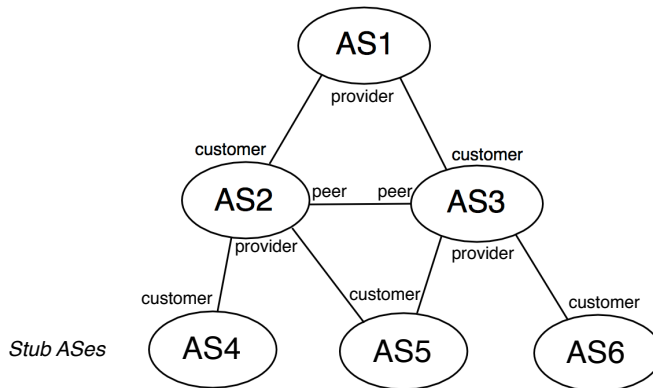 AS1
provider
customer
customer
AS2
peer
peer
AS3
provider
provider
customer
customer
customer
Stub ASes
AS4
AS5
AS6